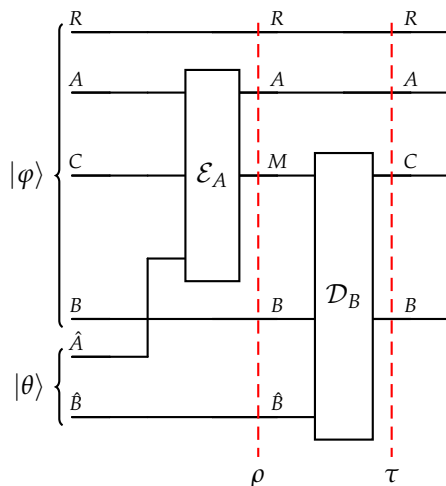 R R R
A A A
C M C
|φ⟩
𝓔_A
𝓓_B
B B B
Â
|θ⟩
B̂ B̂
ρ τ